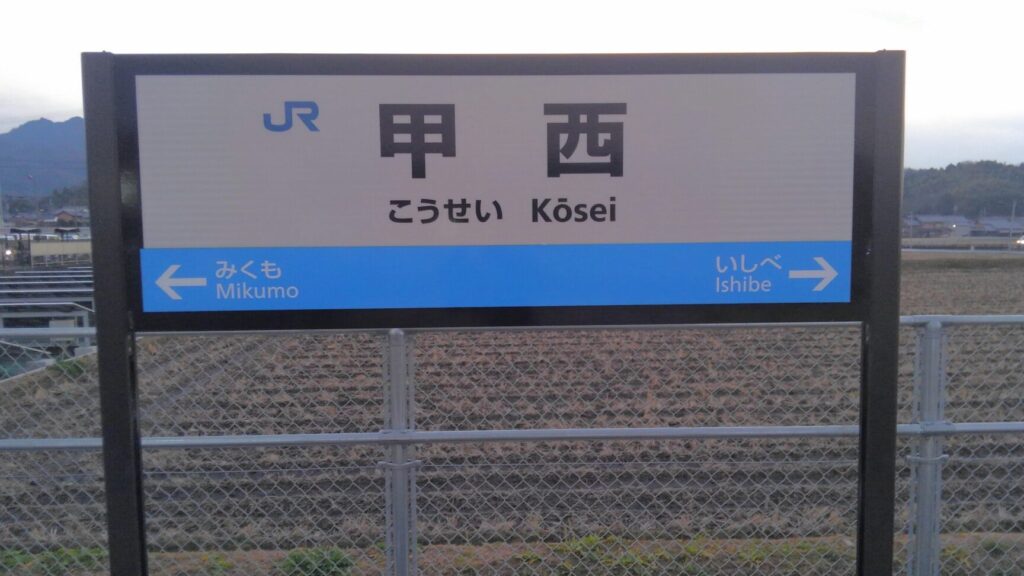 JR 甲西
こうせい Kōsei
← みくも
Mikumo
いしべ →
Ishibe